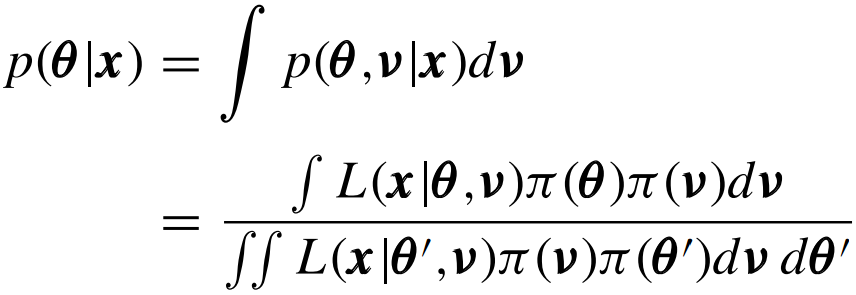 p(θ|x) = ∫ p(θ,ν|x)dν
= ∫ L(x|θ,ν)π(θ)π(ν)dν
∬ L(x|θ′,ν)π(ν)π(θ′)dν dθ′